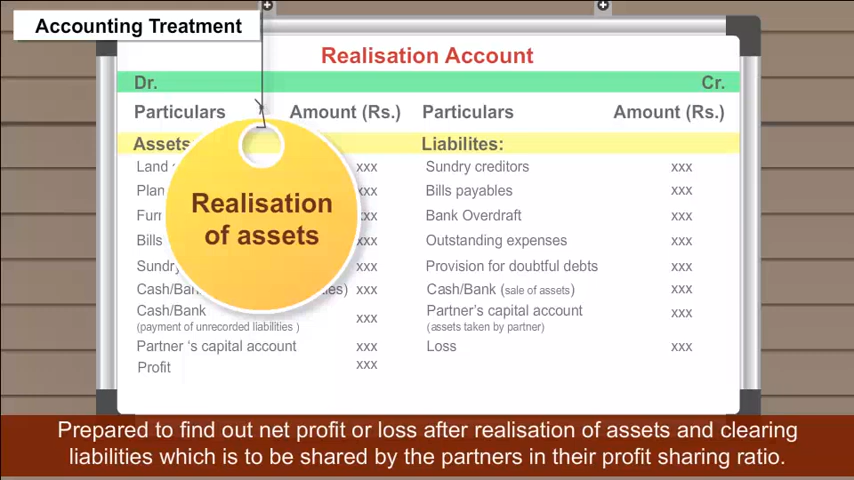 Accounting Treatment
Realisation Account
Dr. Cr.
Particulars Amount (Rs.) Particulars Amount (Rs.)
Assets Liabilites:
Land xxx Sundry creditors xxx
Plan xxx Bills payables xxx
Furr xxx Bank Overdraft xxx
Realisation
of assets
Bills xxx Outstanding expenses xxx
Sundry xxx Provision for doubtful debts xxx
Cash/Ban xxx Cash/Bank (sale of assets) xxx
Cash/Bank xxx Partner's capital account xxx
(payment of unrecorded liabilities ) (assets taken by partner)
Partner 's capital account xxx Loss xxx
Profit xxx
Prepared to find out net profit or loss after realisation of assets and clearing
liabilities which is to be shared by the partners in their profit sharing ratio.